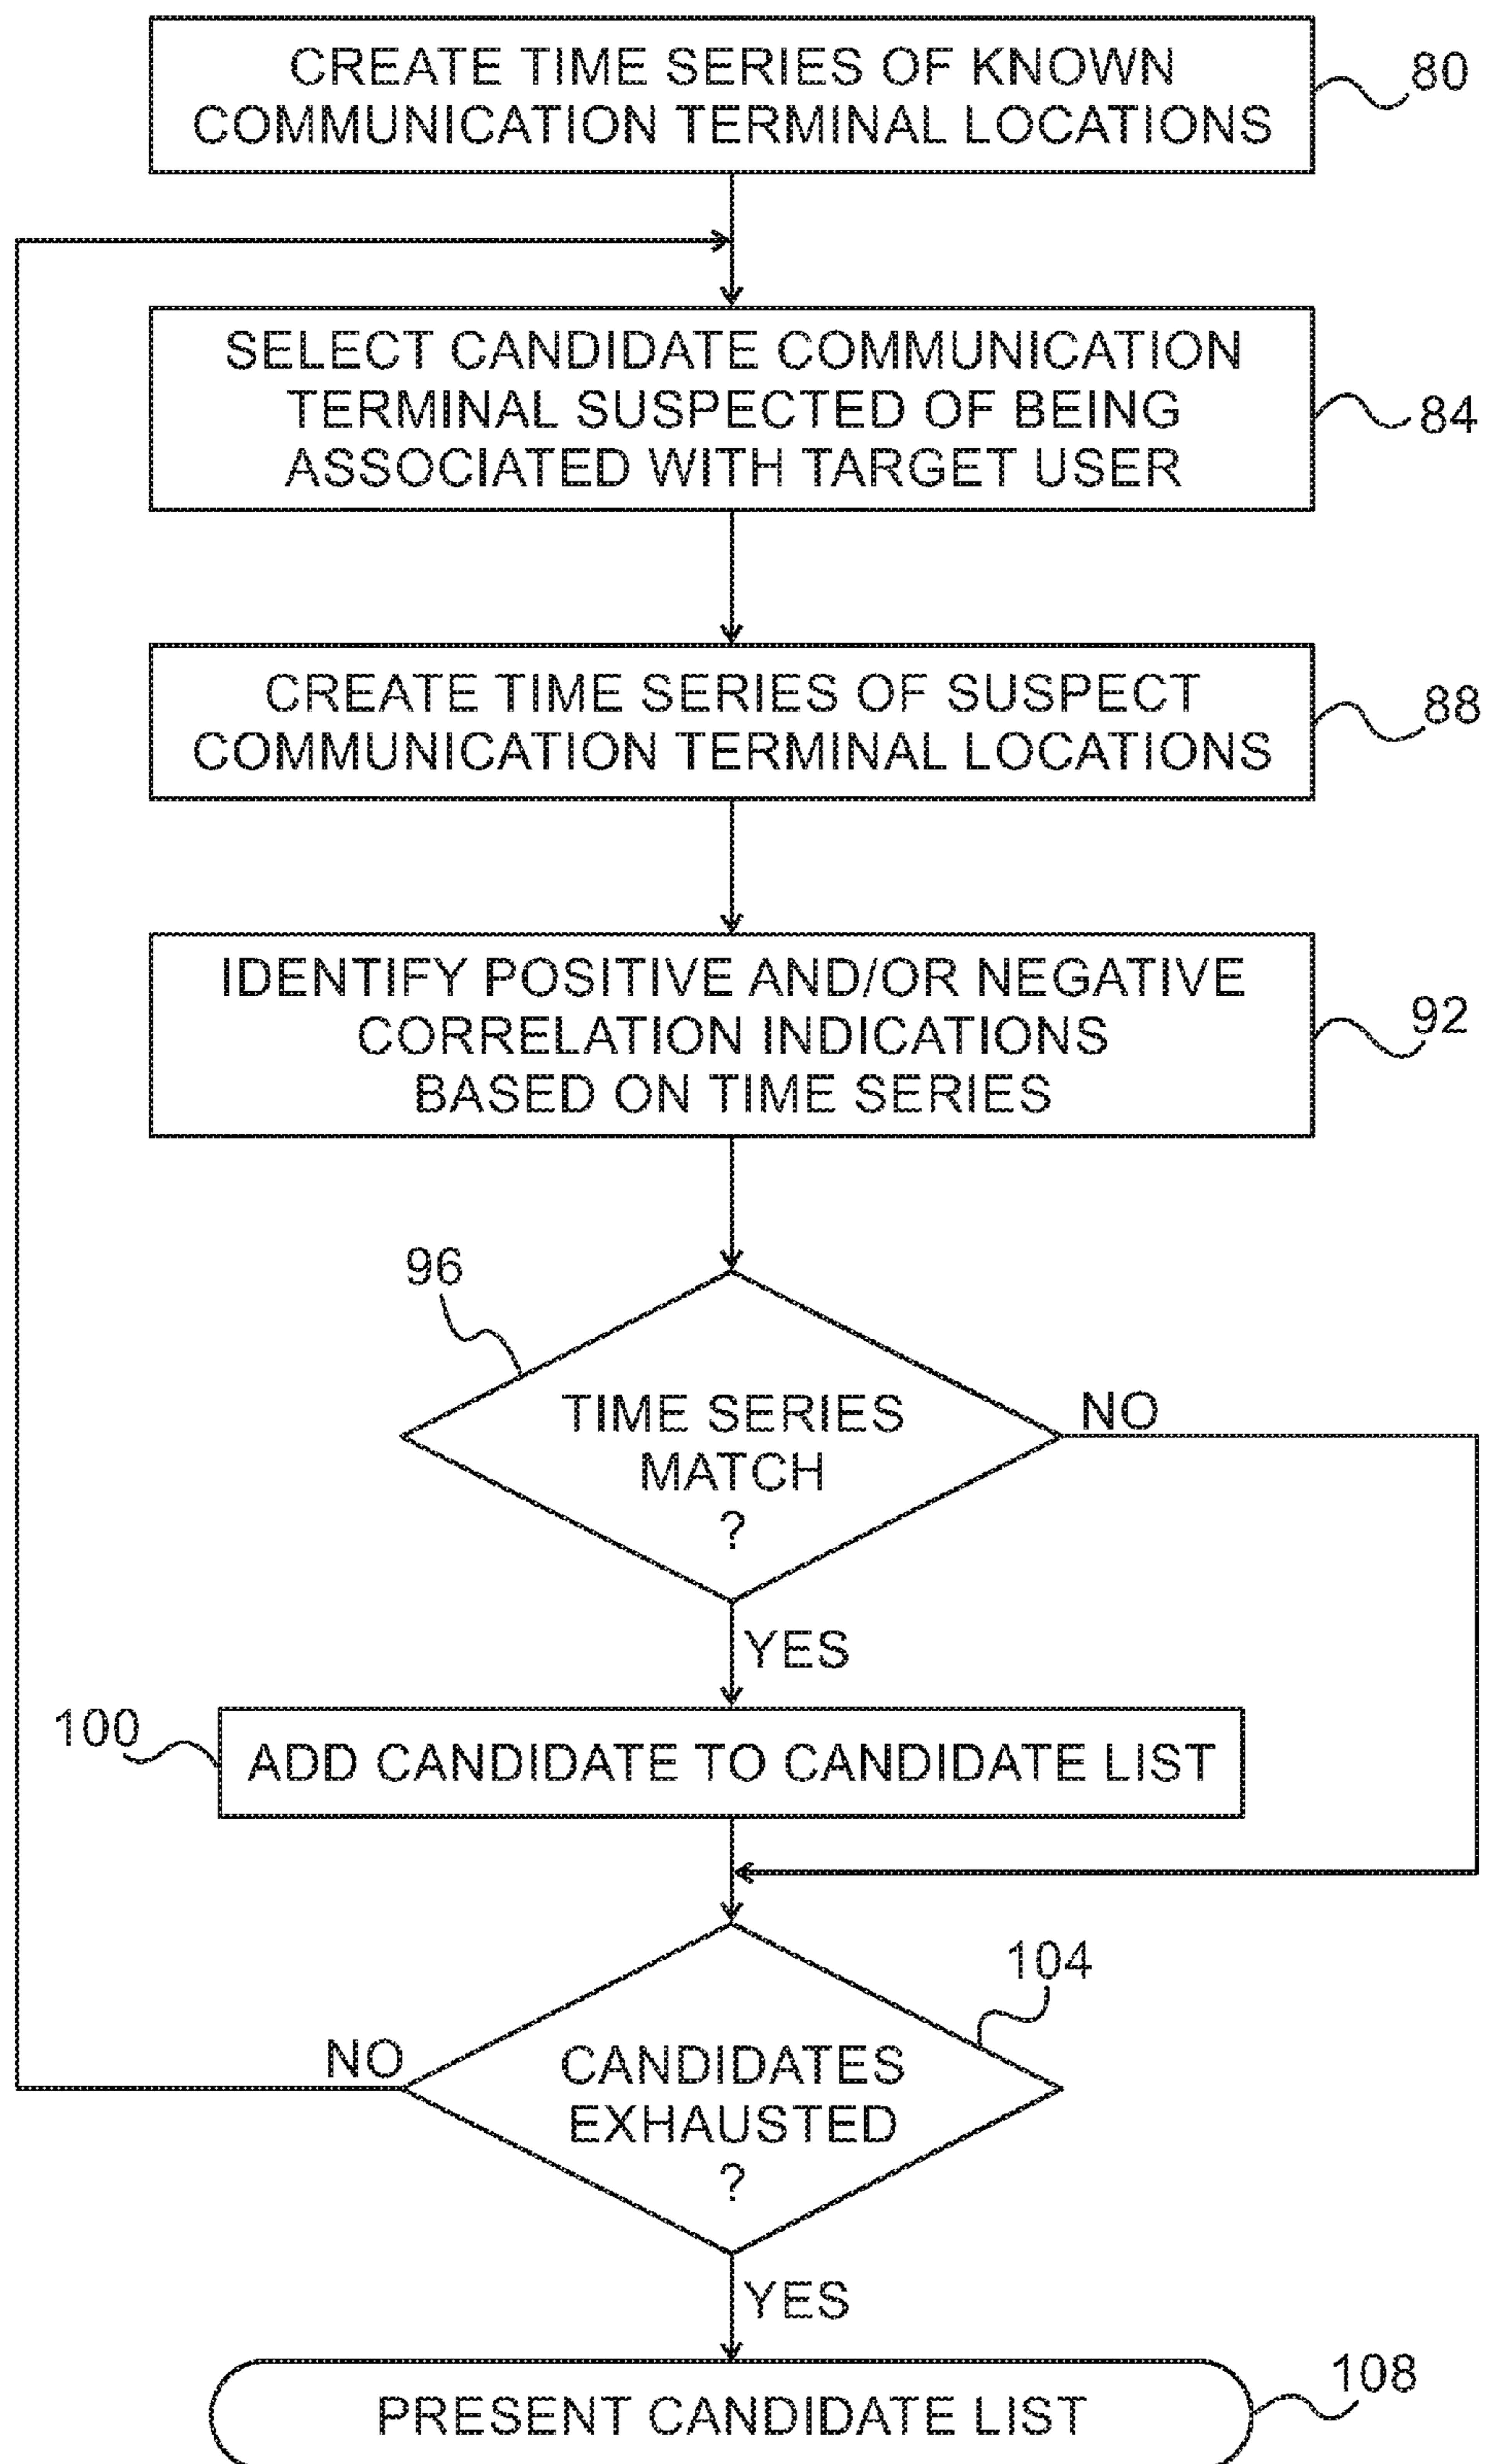 CREATE TIME SERIES OF KNOWN
COMMUNICATION TERMINAL LOCATIONS
80
SELECT CANDIDATE COMMUNICATION
TERMINAL SUSPECTED OF BEING
ASSOCIATED WITH TARGET USER
84
CREATE TIME SERIES OF SUSPECT
COMMUNICATION TERMINAL LOCATIONS
88
IDENTIFY POSITIVE AND/OR NEGATIVE
CORRELATION INDICATIONS
BASED ON TIME SERIES
92
96
TIME SERIES
MATCH
?
NO
YES
100
ADD CANDIDATE TO CANDIDATE LIST
104
NO
CANDIDATES
EXHAUSTED
?
YES
PRESENT CANDIDATE LIST
108